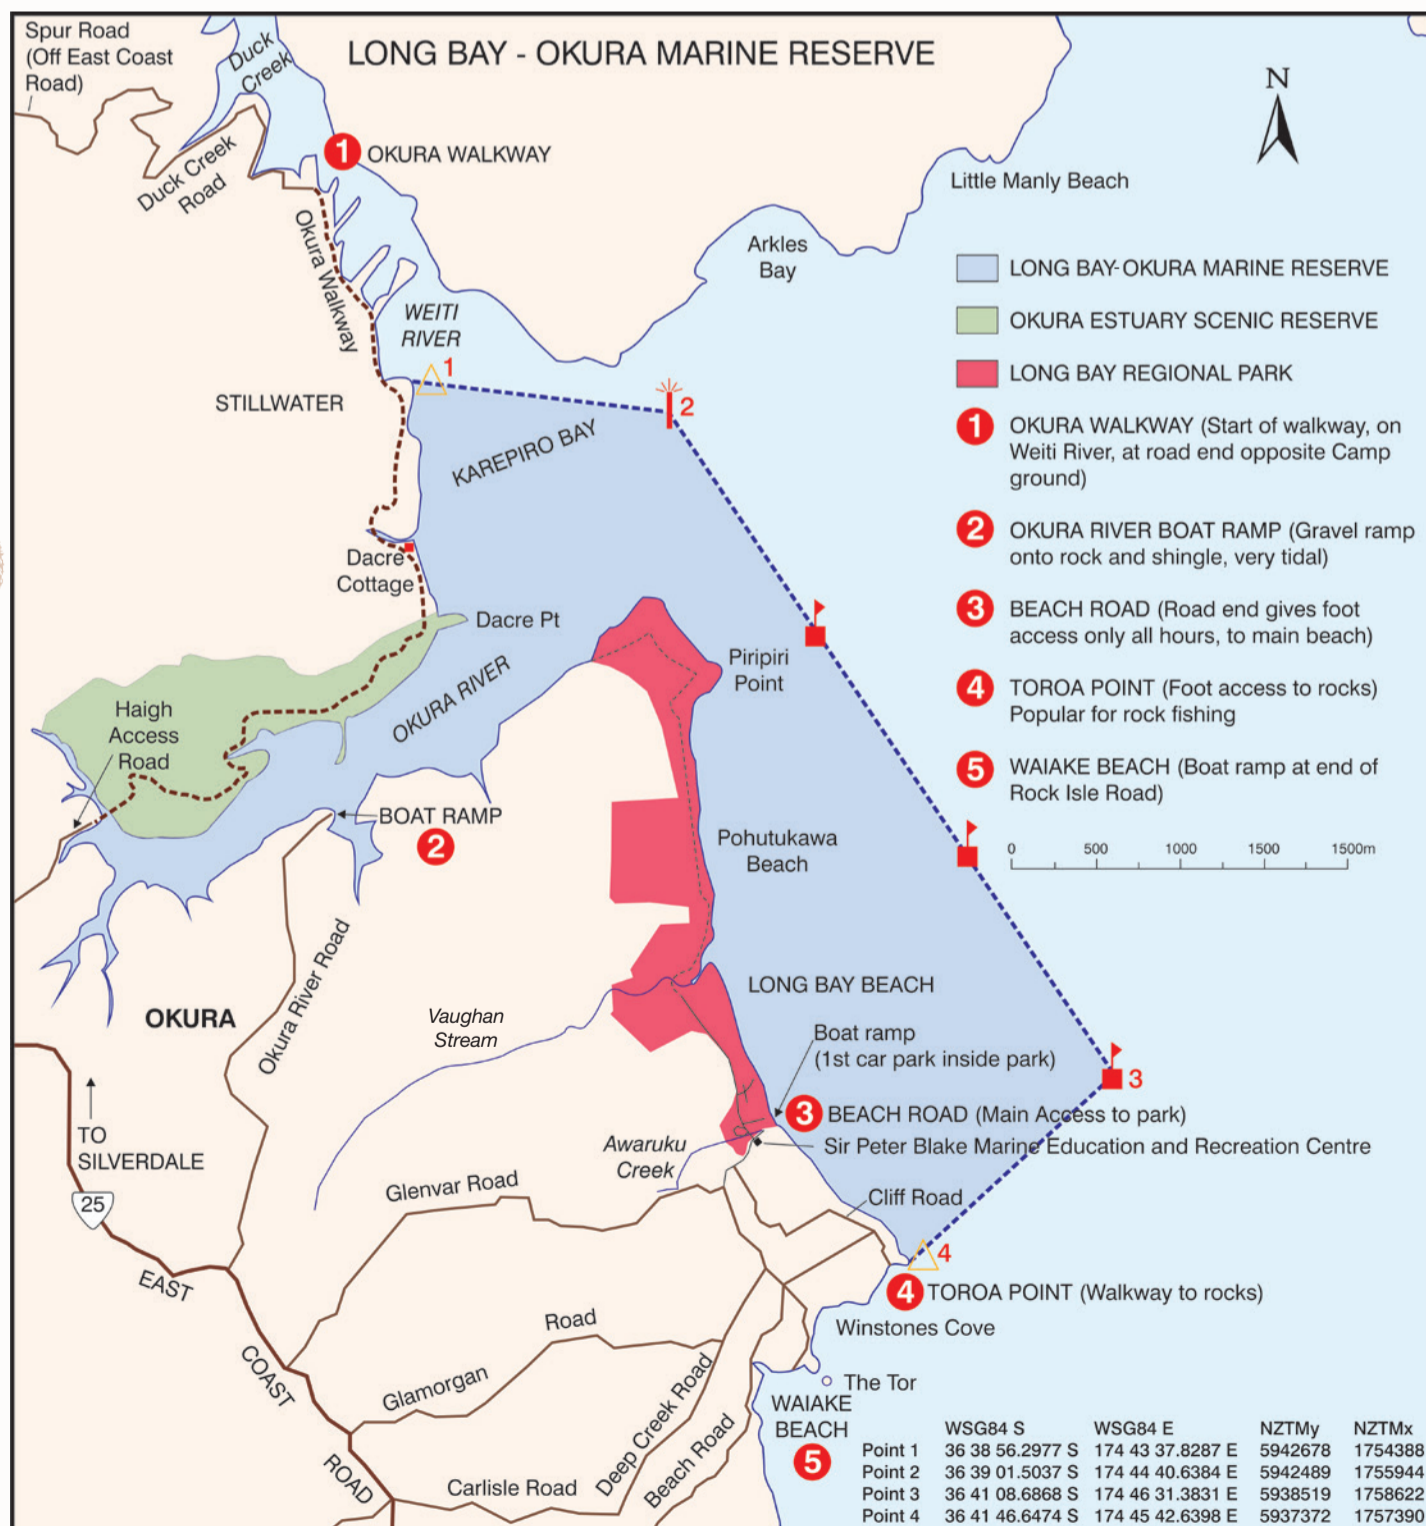 Spur Road
(Off East Coast
Road)
Duck
Creek
LONG BAY - OKURA MARINE RESERVE
N
1 OKURA WALKWAY
Duck Creek
Road
Little Manly Beach
Arkles
Bay
Okura Walkway
WEITI
RIVER
1
2
STILLWATER
KAREPIRO BAY
LONG BAY-OKURA MARINE RESERVE
OKURA ESTUARY SCENIC RESERVE
LONG BAY REGIONAL PARK
1 OKURA WALKWAY (Start of walkway, on
Weiti River, at road end opposite Camp
ground)
2 OKURA RIVER BOAT RAMP (Gravel ramp
onto rock and shingle, very tidal)
3 BEACH ROAD (Road end gives foot
access only all hours, to main beach)
4 TOROA POINT (Foot access to rocks)
Popular for rock fishing
5 WAIAKE BEACH (Boat ramp at end of
Rock Isle Road)
0 500 1000 1500 1500m
Dacre
Cottage
Dacre Pt
OKURA RIVER
Piripiri
Point
Haigh
Access
Road
BOAT RAMP
2
Pohutukawa
Beach
Okura River Road
OKURA
Vaughan
Stream
LONG BAY BEACH
Boat ramp
(1st car park inside park)
3
3 BEACH ROAD (Main Access to park)
Sir Peter Blake Marine Education and Recreation Centre
TO
SILVERDALE
25
Awaruku
Creek
Glenvar Road
Cliff Road
4
4 TOROA POINT (Walkway to rocks)
Winstones Cove
EAST
COAST
ROAD
Road
Glamorgan
Deep Creek Road
Beach Road
Carlisle Road
The Tor
WAIAKE
BEACH
5
WSG84 S WSG84 E NZTMy NZTMx
Point 1 36 38 56.2977 S 174 43 37.8287 E 5942678 1754388
Point 2 36 39 01.5037 S 174 44 40.6384 E 5942489 1755944
Point 3 36 41 08.6868 S 174 46 31.3831 E 5938519 1758622
Point 4 36 41 46.6474 S 174 45 42.6398 E 5937372 1757390